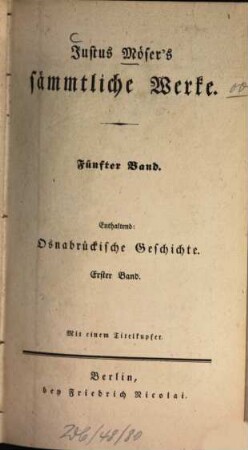 Justus Möser's
sämmtliche Werke.
Fünfter Band.
Enthaltend:
Osnabrückische Geschichte.
Erster Band.
Mit einem Titelkupfer.
Berlin,
bey Friedrich Nicolai.